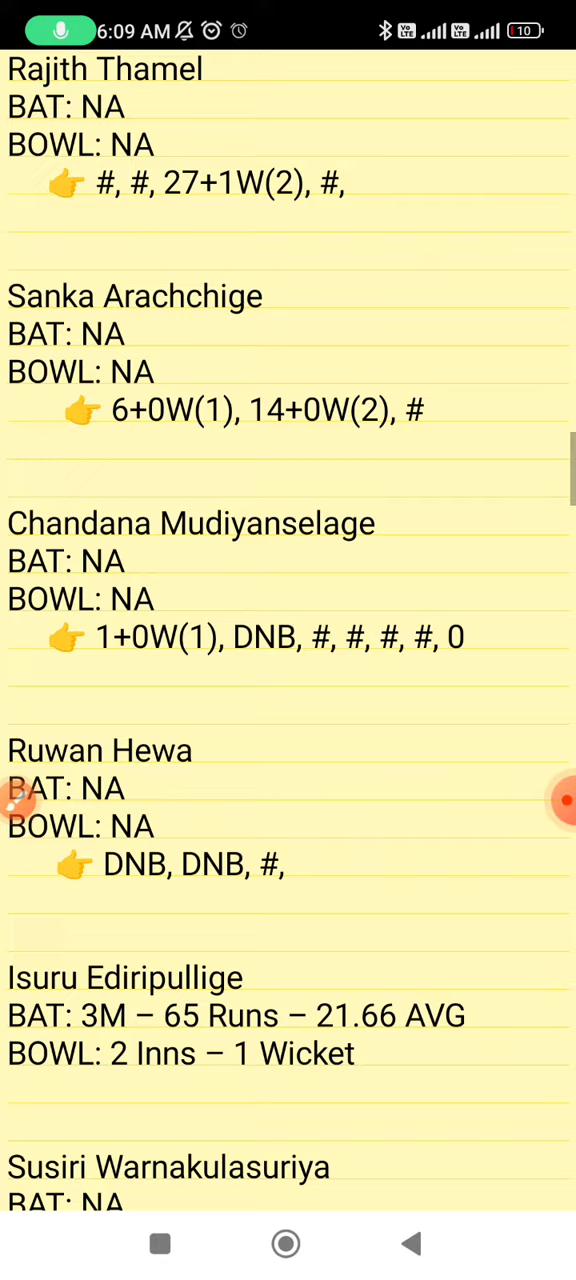 6:09 AM
10
Rajith Thamel
BAT: NA
BOWL: NA
👉 #, #, 27+1W(2), #,
Sanka Arachchige
BAT: NA
BOWL: NA
👉 6+0W(1), 14+0W(2), #
Chandana Mudiyanselage
BAT: NA
BOWL: NA
👉 1+0W(1), DNB, #, #, #, #, 0
Ruwan Hewa
BAT: NA
BOWL: NA
👉 DNB, DNB, #,
Isuru Ediripullige
BAT: 3M – 65 Runs – 21.66 AVG
BOWL: 2 Inns – 1 Wicket
Susiri Warnakulasuriya
BAT: NA